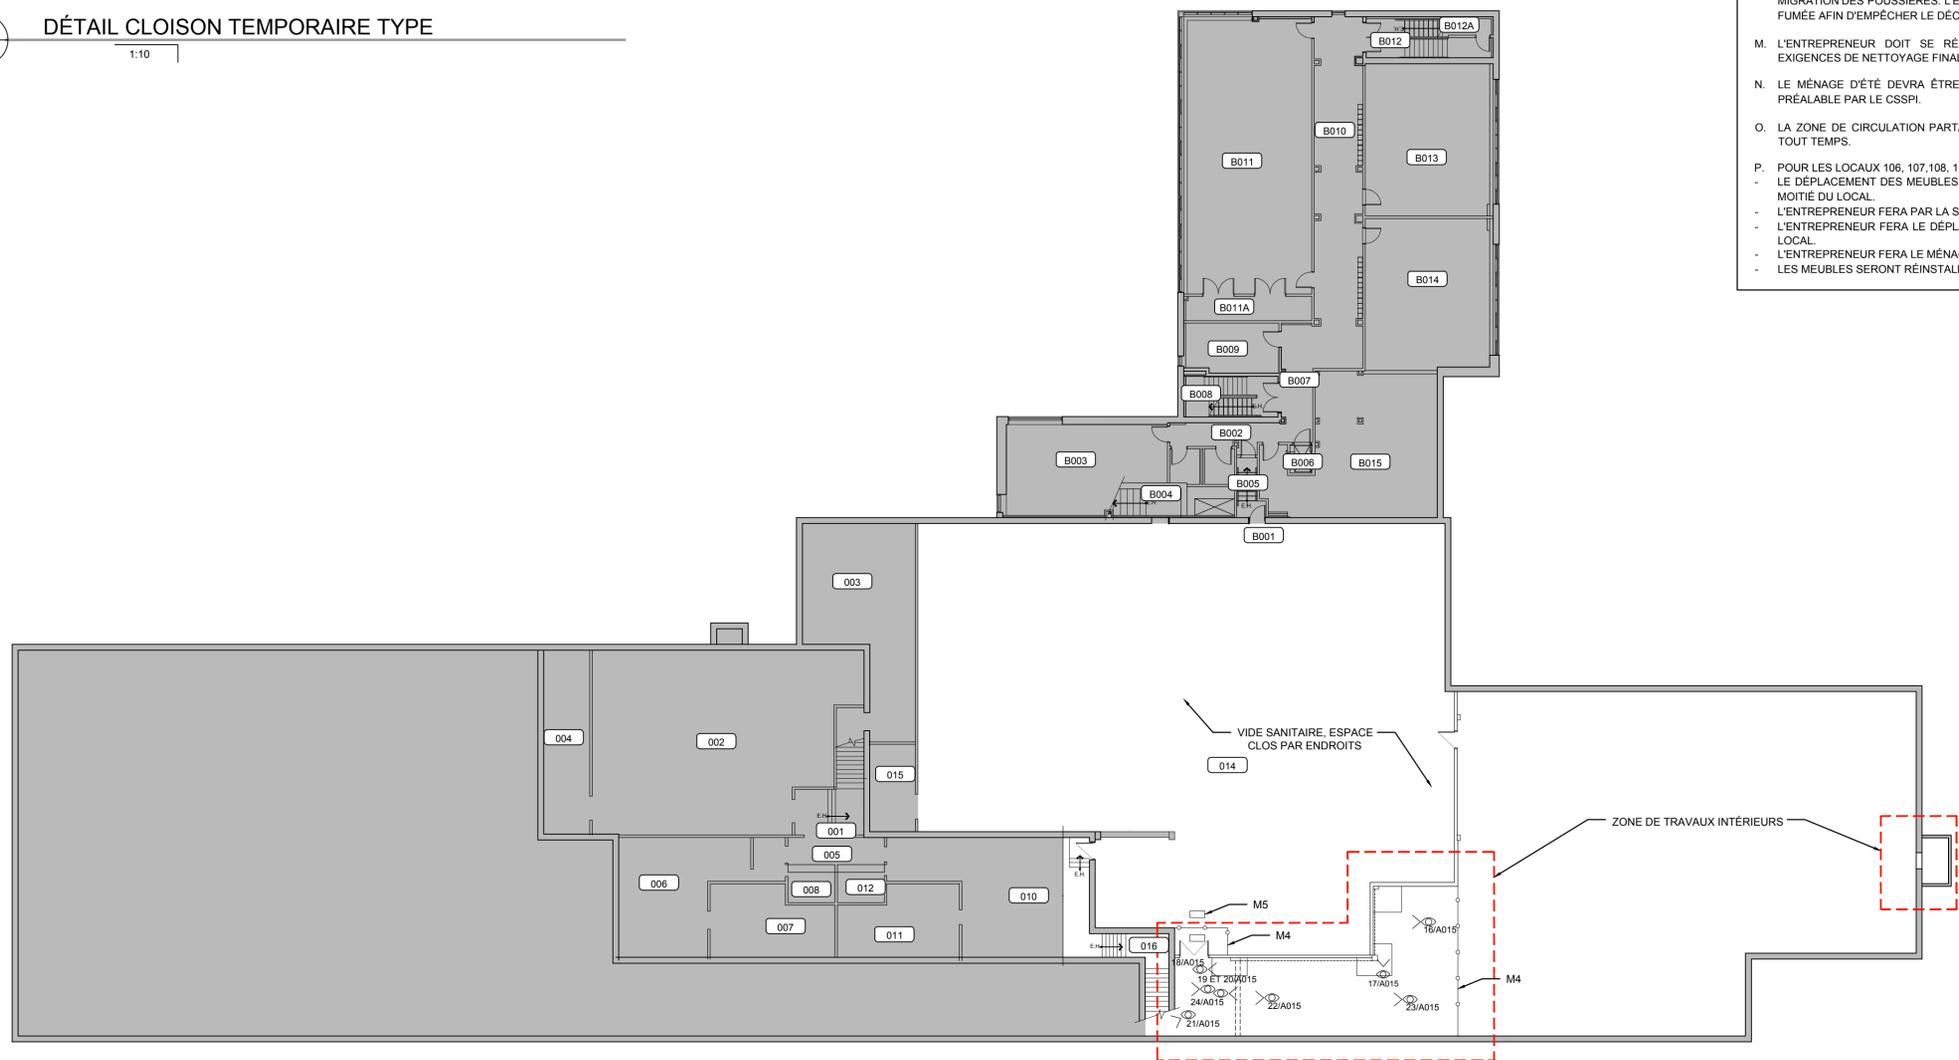 DÉTAIL CLOISON TEMPORAIRE TYPE
1:10
FUMÉE AFIN D'EMPÊCHER LE DÉC
M. L'ENTREPRENEUR DOIT SE RÉ
EXIGENCES DE NETTOYAGE FINAL
N. LE MÉNAGE D'ÉTÉ DEVRA ÊTRE
PRÉALABLE PAR LE CSSPI.
O. LA ZONE DE CIRCULATION PARTA
TOUT TEMPS.
P. POUR LES LOCAUX 106, 107,108, 1
- LE DÉPLACEMENT DES MEUBLES
MOITIÉ DU LOCAL.
- L'ENTREPRENEUR FERA PAR LA S
- L'ENTREPRENEUR FERA LE DÉPL
LOCAL.
- L'ENTREPRENEUR FERA LE MÉNA
- LES MEUBLES SERONT RÉINSTAL
B012A
B012
B010
B011
B013
B014
B011A
B009
B007
B008
E.H.
B002
B003
B006
B015
B005
B004
E.H.
E.H.
B001
003
VIDE SANITAIRE, ESPACE
CLOS PAR ENDROITS
004
002
014
015
E.H.
001
ZONE DE TRAVAUX INTÉRIEURS
005
E.H.
006
008
012
010
007
011
M5
M4
E.H.
016
16/A015
18/A015
19 ET 20/A015
17/A015
M4
24/A015
22/A015
23/A015
21/A015